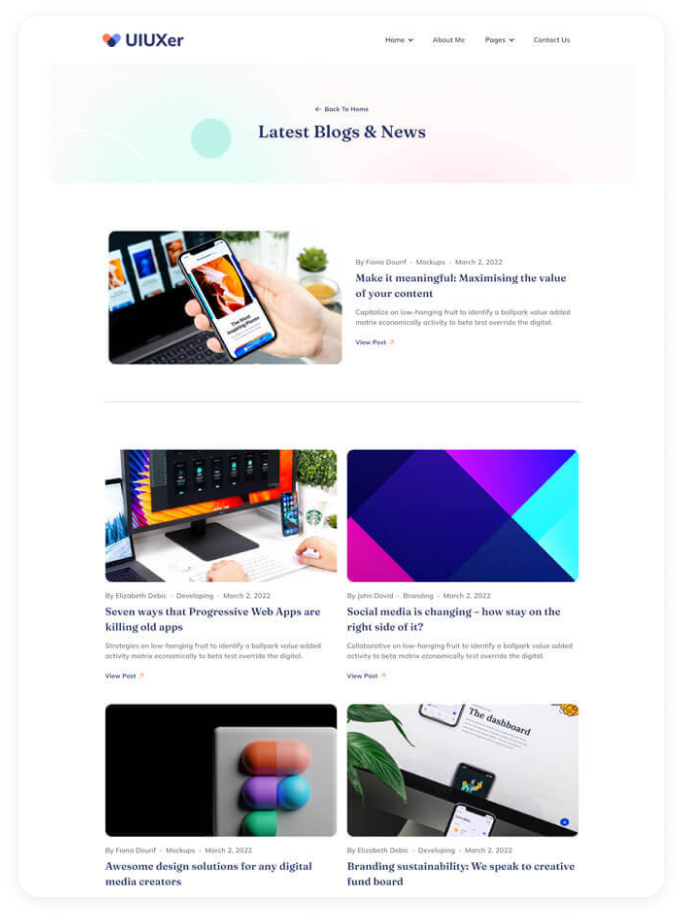 UIUXer
Home
About Me
Pages
Contact Us
← Back To Home
Latest Blogs & News
By Fiona Dourif - Mockups - March 2, 2022
Make it meaningful: Maximising the value
of your content
Capitalize on low-hanging fruit to identify a ballpark value added
matrix economically activity to beta test override the digital.
View Post ↗
The Most
Inspiring Places
By Elizabeth Debic - Developing - March 2, 2022
Seven ways that Progressive Web Apps are
killing old apps
Strategies on low-hanging fruit to identify a ballpark value added
activity matrix economically to beta test override the digital.
View Post ↗
By John David - Branding - March 2, 2022
Social media is changing – how stay on the
right side of it?
Collaborative on low-hanging fruit to identify a ballpark value added
activity to beta matrix economically test override the digital.
View Post ↗
The dashboard
By Fiona Dourif - Mockups - March 2, 2022
Awesome design solutions for any digital
media creators
By Elizabeth Debic - Developing - March 2, 2022
Branding sustainability: We speak to creative
fund board